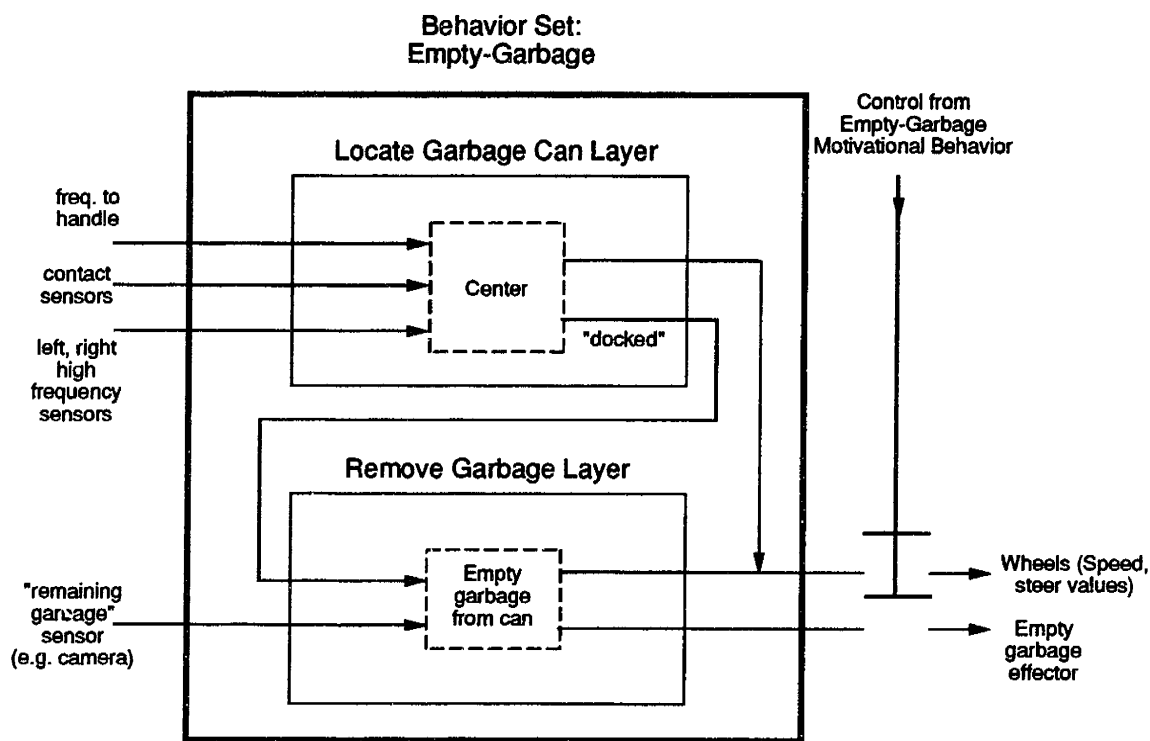 Behavior Set:
Empty-Garbage
Control from
Empty-Garbage
Motivational Behavior
Locate Garbage Can Layer
freq. to
handle
contact
sensors
left, right
high
frequency
sensors
Center
"docked"
Remove Garbage Layer
"remaining
garbage"
sensor
(e.g. camera)
Empty
garbage
from can
Wheels (Speed,
steer values)
Empty
garbage
effector